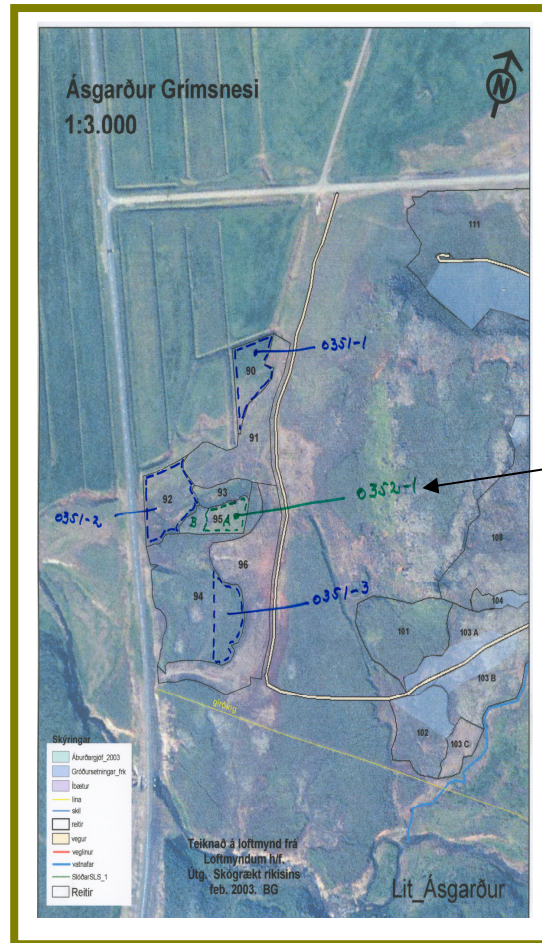 Ásgarður Grímsnesi
1:3.000
N
111
0351-1
90
91
0352-1
93
92
B
95
A
0351-2
96
108
94
0351-3
104
101
103 A
103 B
girðing
102
103 C
Skýringar
Áburðargjöf_2003
Gróðursetningar_frk
Íbætur
lína
skil
reitir
vegur
veglínur
vatnafar
SlóðarSLS_1
Reitir
Teiknað á loftmynd frá
Loftmyndum h/f.
Útg. Skógrækt ríkisins
feb. 2003. BG
Lit_Ásgarður